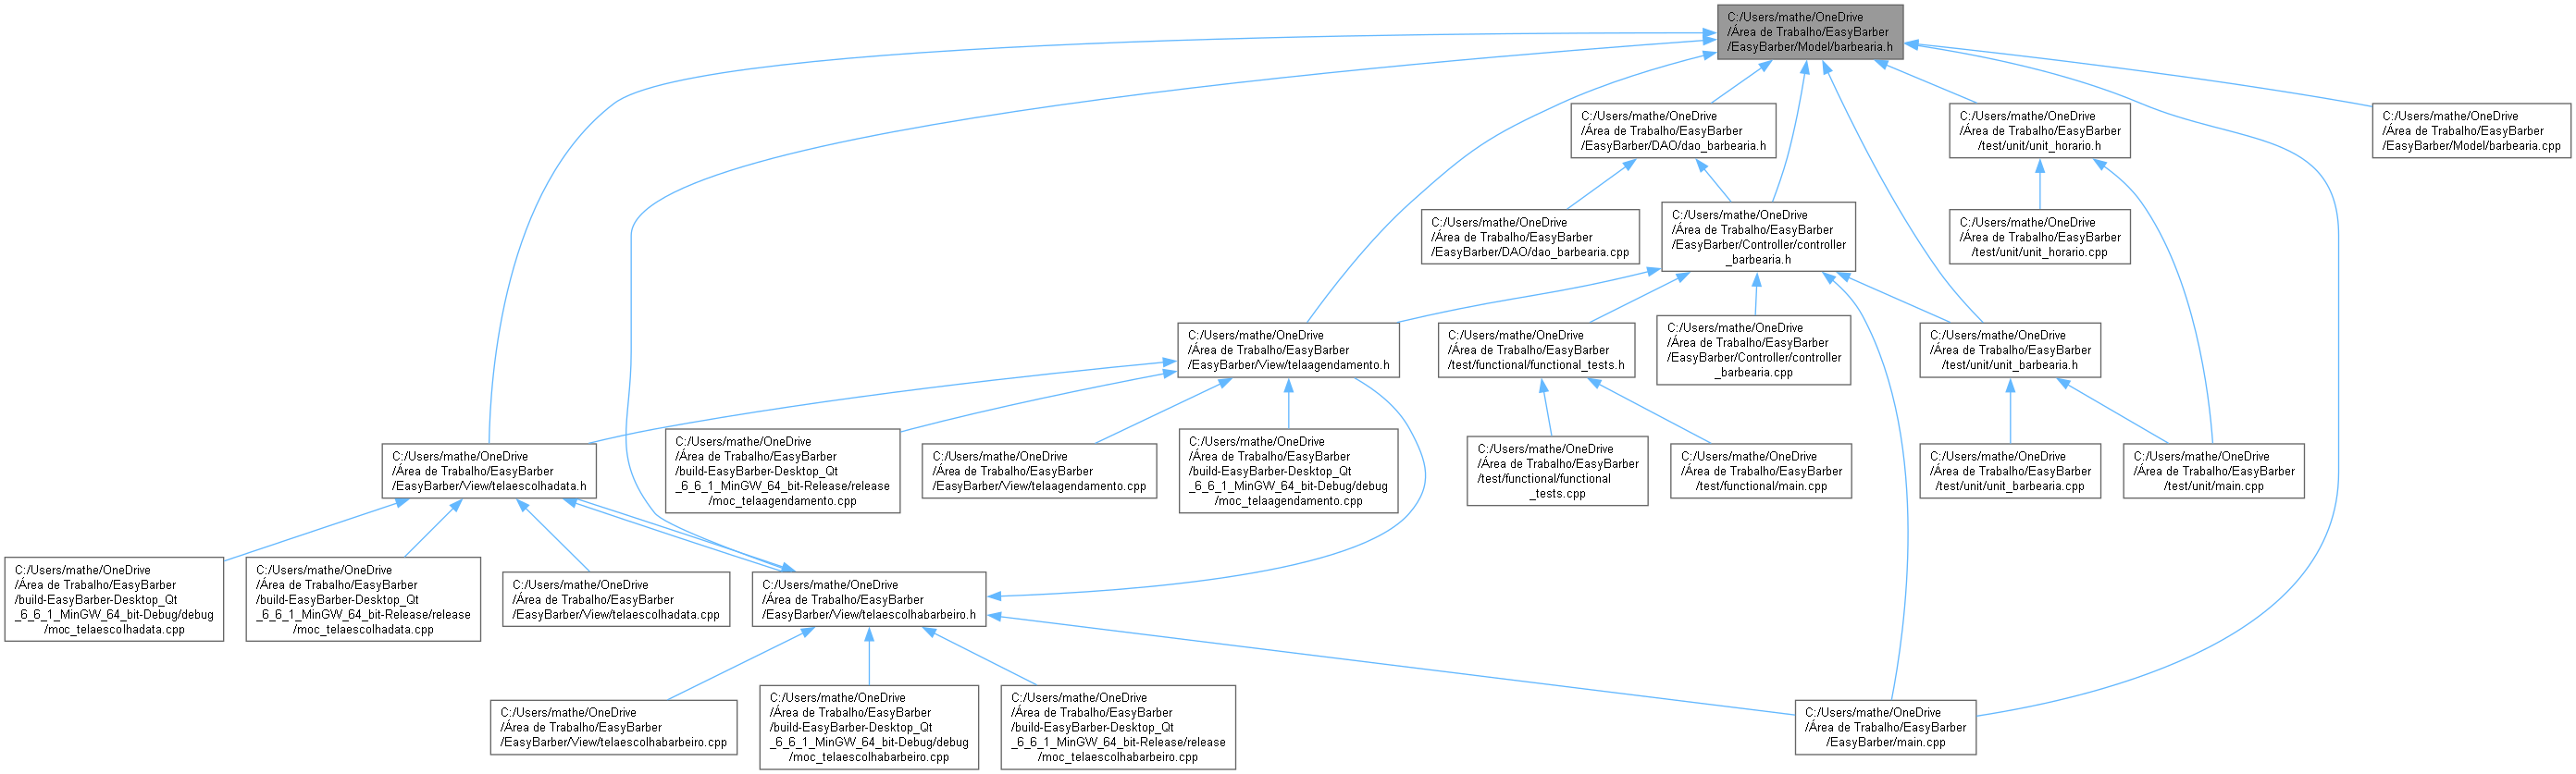 C:/Users/mathe/OneDrive
/Área de Trabalho/EasyBarber
/EasyBarber/Model/barbearia.h
C:/Users/mathe/OneDrive
/Área de Trabalho/EasyBarber
/EasyBarber/DAO/dao_barbearia.h
C:/Users/mathe/OneDrive
/Área de Trabalho/EasyBarber
/test/unit/unit_horario.h
C:/Users/mathe/OneDrive
/Área de Trabalho/EasyBarber
/EasyBarber/Model/barbearia.cpp
C:/Users/mathe/OneDrive
/Área de Trabalho/EasyBarber
/EasyBarber/DAO/dao_barbearia.cpp
C:/Users/mathe/OneDrive
/Área de Trabalho/EasyBarber
/EasyBarber/Controller/controller
_barbearia.h
C:/Users/mathe/OneDrive
/Área de Trabalho/EasyBarber
/test/unit/unit_horario.cpp
C:/Users/mathe/OneDrive
/Área de Trabalho/EasyBarber
/EasyBarber/View/telaagendamento.h
C:/Users/mathe/OneDrive
/Área de Trabalho/EasyBarber
/test/functional/functional_tests.h
C:/Users/mathe/OneDrive
/Área de Trabalho/EasyBarber
/EasyBarber/Controller/controller
_barbearia.cpp
C:/Users/mathe/OneDrive
/Área de Trabalho/EasyBarber
/test/unit/unit_barbearia.h
C:/Users/mathe/OneDrive
/Área de Trabalho/EasyBarber
/EasyBarber/View/telaescolhadata.h
C:/Users/mathe/OneDrive
/Área de Trabalho/EasyBarber
/build-EasyBarber-Desktop_Qt
_6_6_1_MinGW_64_bit-Release/release
/moc_telaagendamento.cpp
C:/Users/mathe/OneDrive
/Área de Trabalho/EasyBarber
/EasyBarber/View/telaagendamento.cpp
C:/Users/mathe/OneDrive
/Área de Trabalho/EasyBarber
/build-EasyBarber-Desktop_Qt
_6_6_1_MinGW_64_bit-Debug/debug
/moc_telaagendamento.cpp
C:/Users/mathe/OneDrive
/Área de Trabalho/EasyBarber
/test/functional/functional
_tests.cpp
C:/Users/mathe/OneDrive
/Área de Trabalho/EasyBarber
/test/functional/main.cpp
C:/Users/mathe/OneDrive
/Área de Trabalho/EasyBarber
/test/unit/unit_barbearia.cpp
C:/Users/mathe/OneDrive
/Área de Trabalho/EasyBarber
/test/unit/main.cpp
C:/Users/mathe/OneDrive
/Área de Trabalho/EasyBarber
/build-EasyBarber-Desktop_Qt
_6_6_1_MinGW_64_bit-Debug/debug
/moc_telaescolhadata.cpp
C:/Users/mathe/OneDrive
/Área de Trabalho/EasyBarber
/build-EasyBarber-Desktop_Qt
_6_6_1_MinGW_64_bit-Release/release
/moc_telaescolhadata.cpp
C:/Users/mathe/OneDrive
/Área de Trabalho/EasyBarber
/EasyBarber/View/telaescolhadata.cpp
C:/Users/mathe/OneDrive
/Área de Trabalho/EasyBarber
/EasyBarber/View/telaescolhabarbeiro.h
C:/Users/mathe/OneDrive
/Área de Trabalho/EasyBarber
/EasyBarber/View/telaescolhabarbeiro.cpp
C:/Users/mathe/OneDrive
/Área de Trabalho/EasyBarber
/build-EasyBarber-Desktop_Qt
_6_6_1_MinGW_64_bit-Debug/debug
/moc_telaescolhabarbeiro.cpp
C:/Users/mathe/OneDrive
/Área de Trabalho/EasyBarber
/build-EasyBarber-Desktop_Qt
_6_6_1_MinGW_64_bit-Release/release
/moc_telaescolhabarbeiro.cpp
C:/Users/mathe/OneDrive
/Área de Trabalho/EasyBarber
/EasyBarber/main.cpp